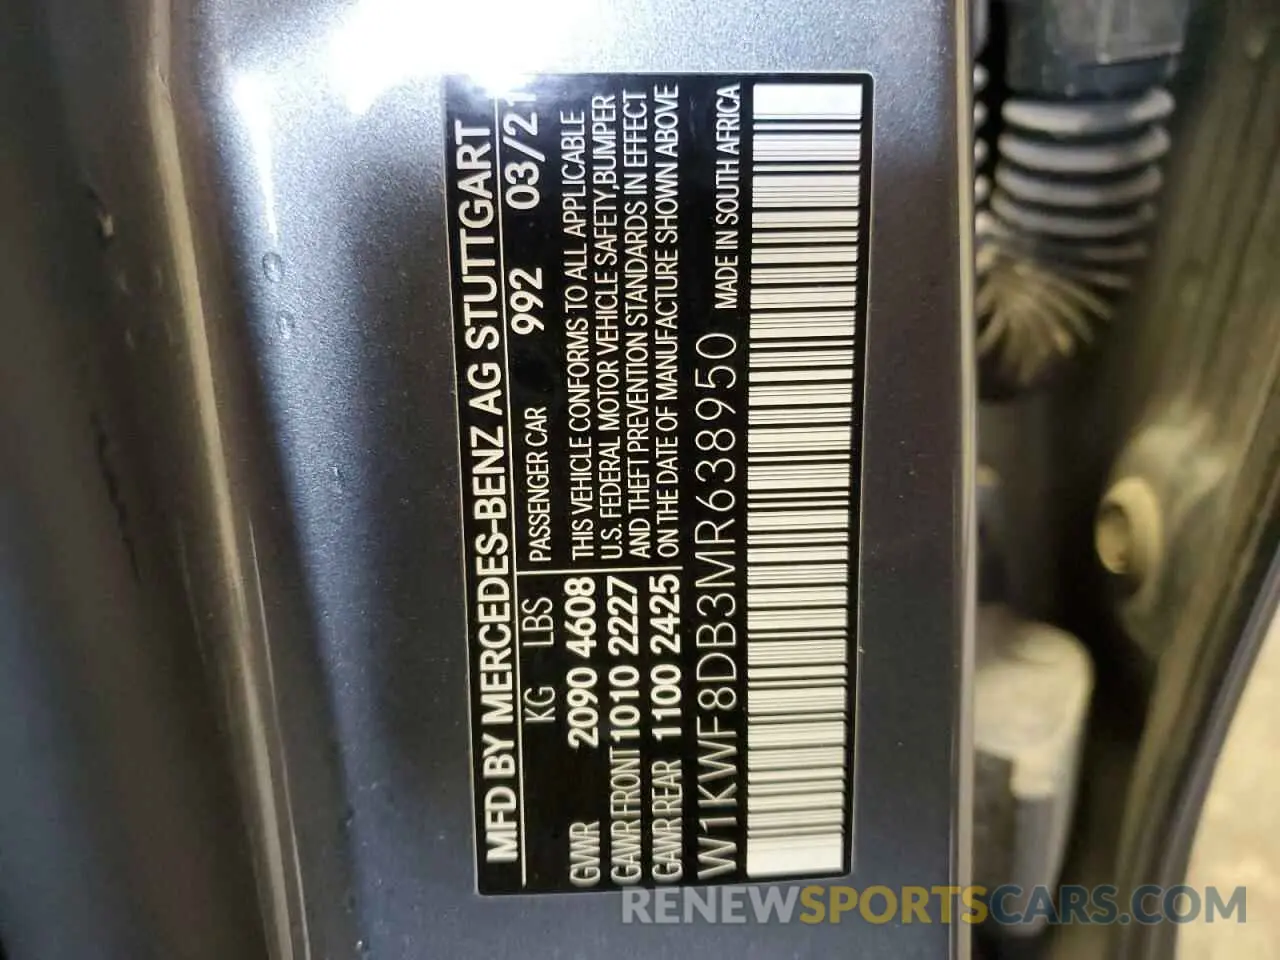 MFD BY MERCEDES-BENZ AG STUTTGART
KG LBS PASSENGER CAR 992 03/21
GVWR 2090 4608 THIS VEHICLE CONFORMS TO ALL APPLICABLE
GAWR FRONT 1010 2227 U.S. FEDERAL MOTOR VEHICLE SAFETY, BUMPER
AND THEFT PREVENTION STANDARDS IN EFFECT
GAWR REAR 1100 2425 ON THE DATE OF MANUFACTURE SHOWN ABOVE
W1KWF8DB3MR638950 MADE IN SOUTH AFRICA
RENEWSPORTSCARS.COM